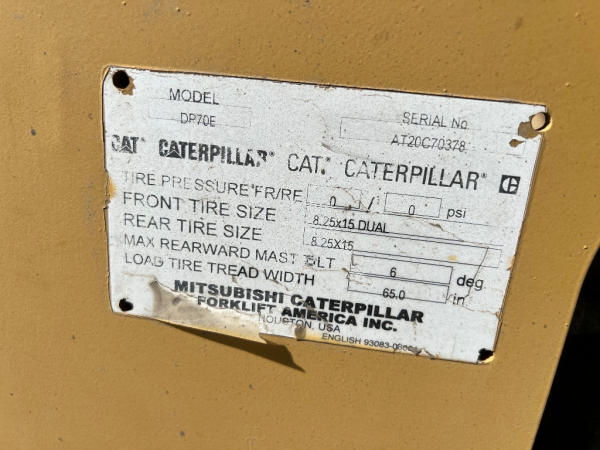 MODEL
DP70E
SERIAL No
AT20C70378
CAT® CATERPILLAR® CAT® CATERPILLAR® C
TIRE PRESSURE FR/RE 0 / 0 psi
FRONT TIRE SIZE 8.25x15 DUAL
REAR TIRE SIZE 8.25X15
MAX REARWARD MAST TILT 6 deg.
LOAD TIRE TREAD WIDTH 65.0 in
MITSUBISHI CATERPILLAR
FORKLIFT AMERICA INC.
HOUSTON, USA
ENGLISH